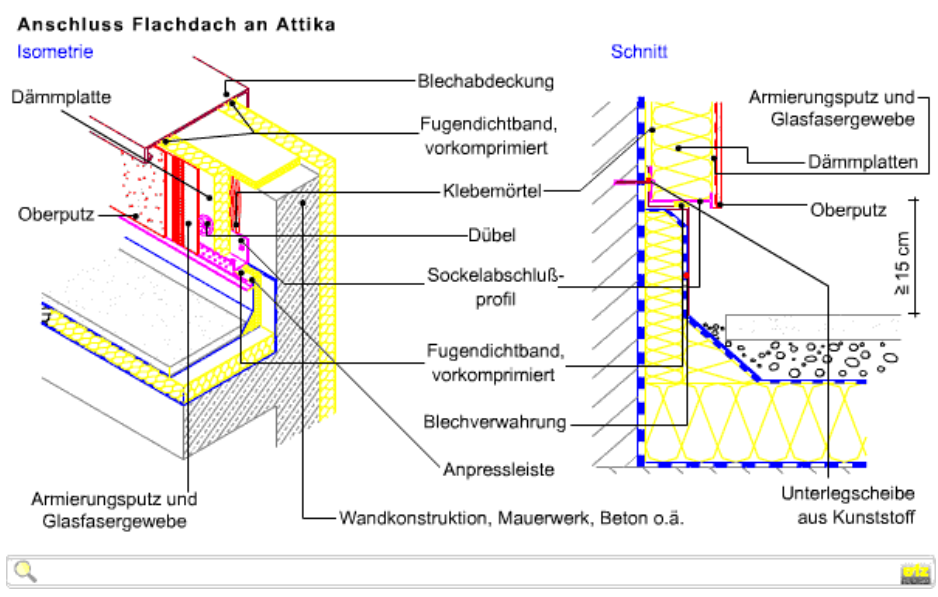 Anschluss Flachdach an Attika
Isometrie
Schnitt
Blechabdeckung
Dämmplatte
Fugendichtband,
vorkomprimiert
Armierungsputz und
Glasfasergewebe
Dämmplatten
Klebemörtel
Oberputz
Oberputz
Dübel
Sockelabschluß-
profil
≥ 15 cm
Fugendichtband,
vorkomprimiert
Blechverwahrung
Anpressleiste
Armierungsputz und
Glasfasergewebe
Wandkonstruktion, Mauerwerk, Beton o.ä.
Unterlegscheibe
aus Kunststoff